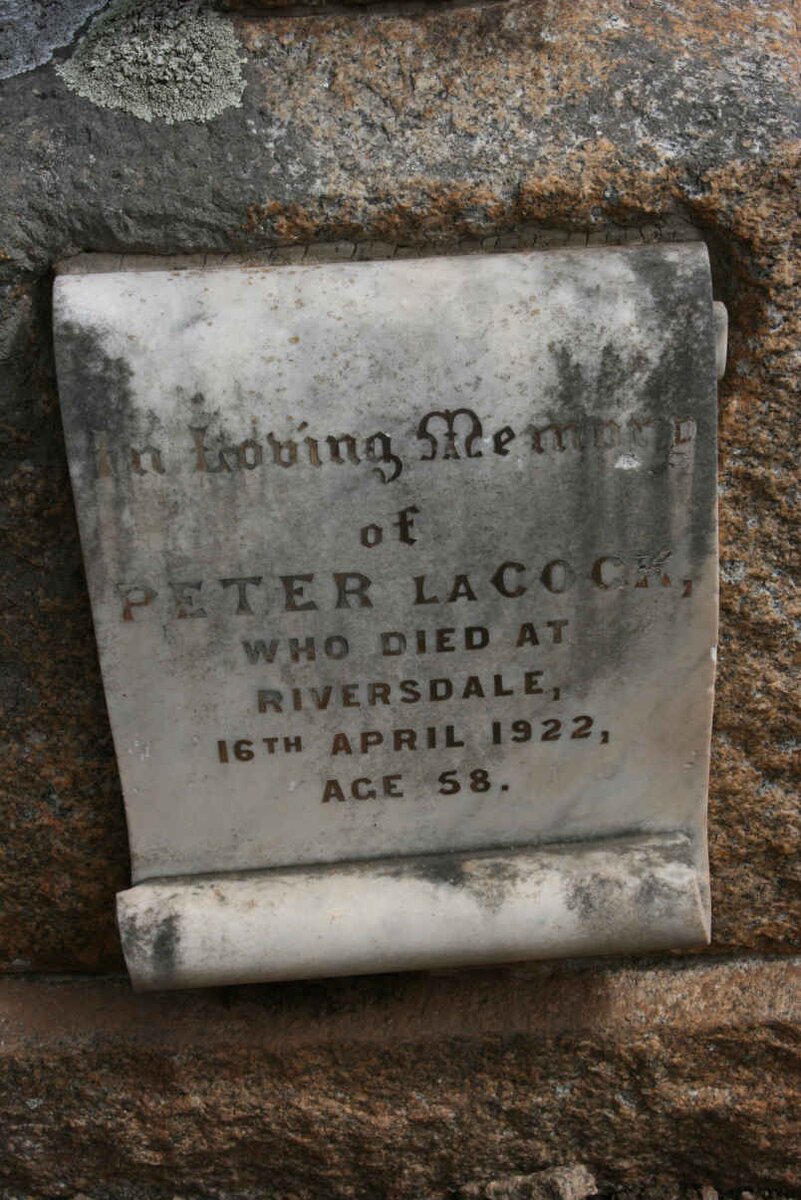 In Loving Memory
of
PETER LACOCK,
WHO DIED AT
RIVERSDALE,
16TH APRIL 1922,
AGE 58.